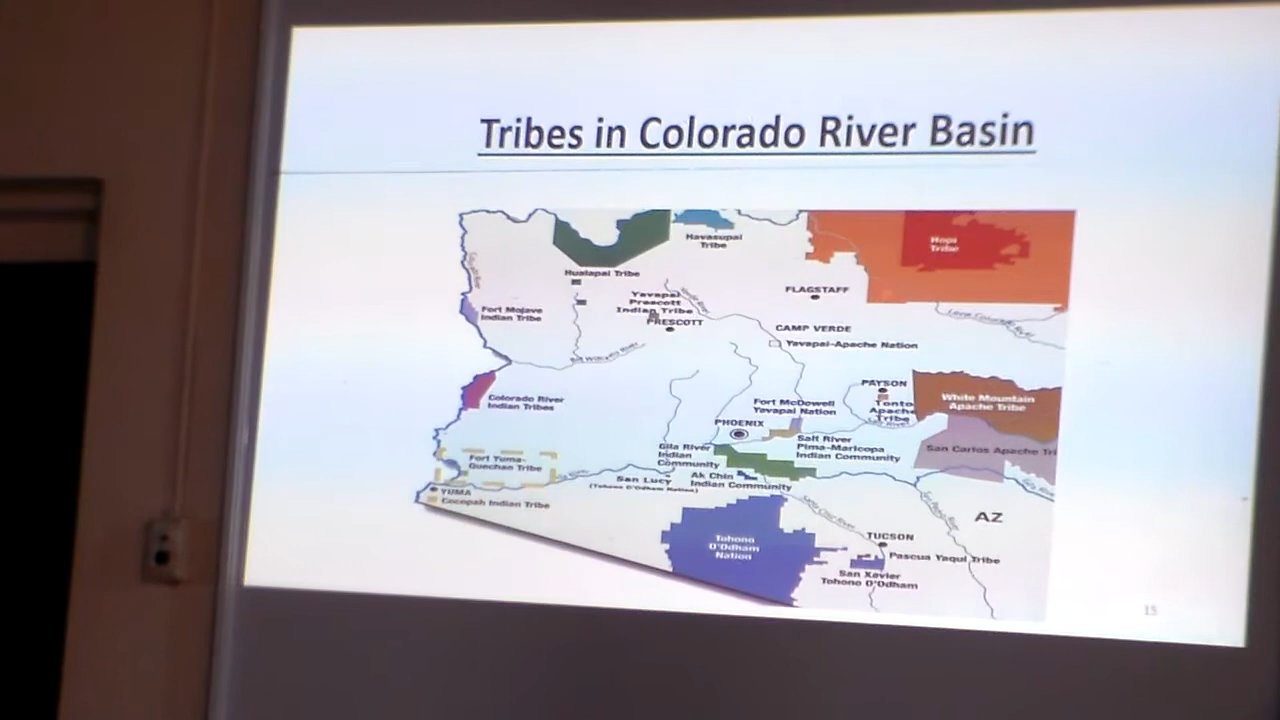 Tribes in Colorado River Basin
Havasupai
Tribe
Hopi
Tribe
Hualapai Tribe
FLAGSTAFF
Yavapai
Prescott
Indian Tribe
PRESCOTT
Fort Mojave
Indian Tribe
CAMP VERDE
Yavapai-Apache Nation
Bill Williams River
Colorado River
Indian Tribes
PAYSON
Tonto
Apache
Tribe
White Mountain
Apache Tribe
Fort McDowell
Yavapai Nation
PHOENIX
Salt River
Pima-Maricopa
Indian Community
San Carlos Apache Tri
Gila River
Indian
Community
Fort Yuma-
Quechan Tribe
Ak Chin
Indian Community
San Lucy
(Tohono O'Odham Nation)
YUMA
Cocopah Indian Tribe
AZ
Tohono
O'Odham
Nation
TUCSON
Pascua Yaqui Tribe
San Xavier
Tohono O'Odham
15